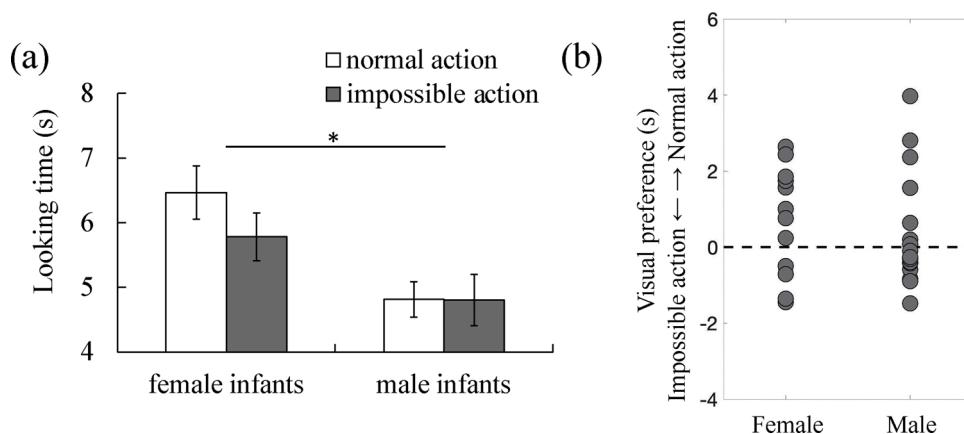 (a)
normal action
impossible action
8
7
6
5
4
Looking time (s)
*
female infants
male infants
(b)
6
4
2
0
-2
-4
Visual preference (s)
Impossible action ← → Normal action
Female
Male